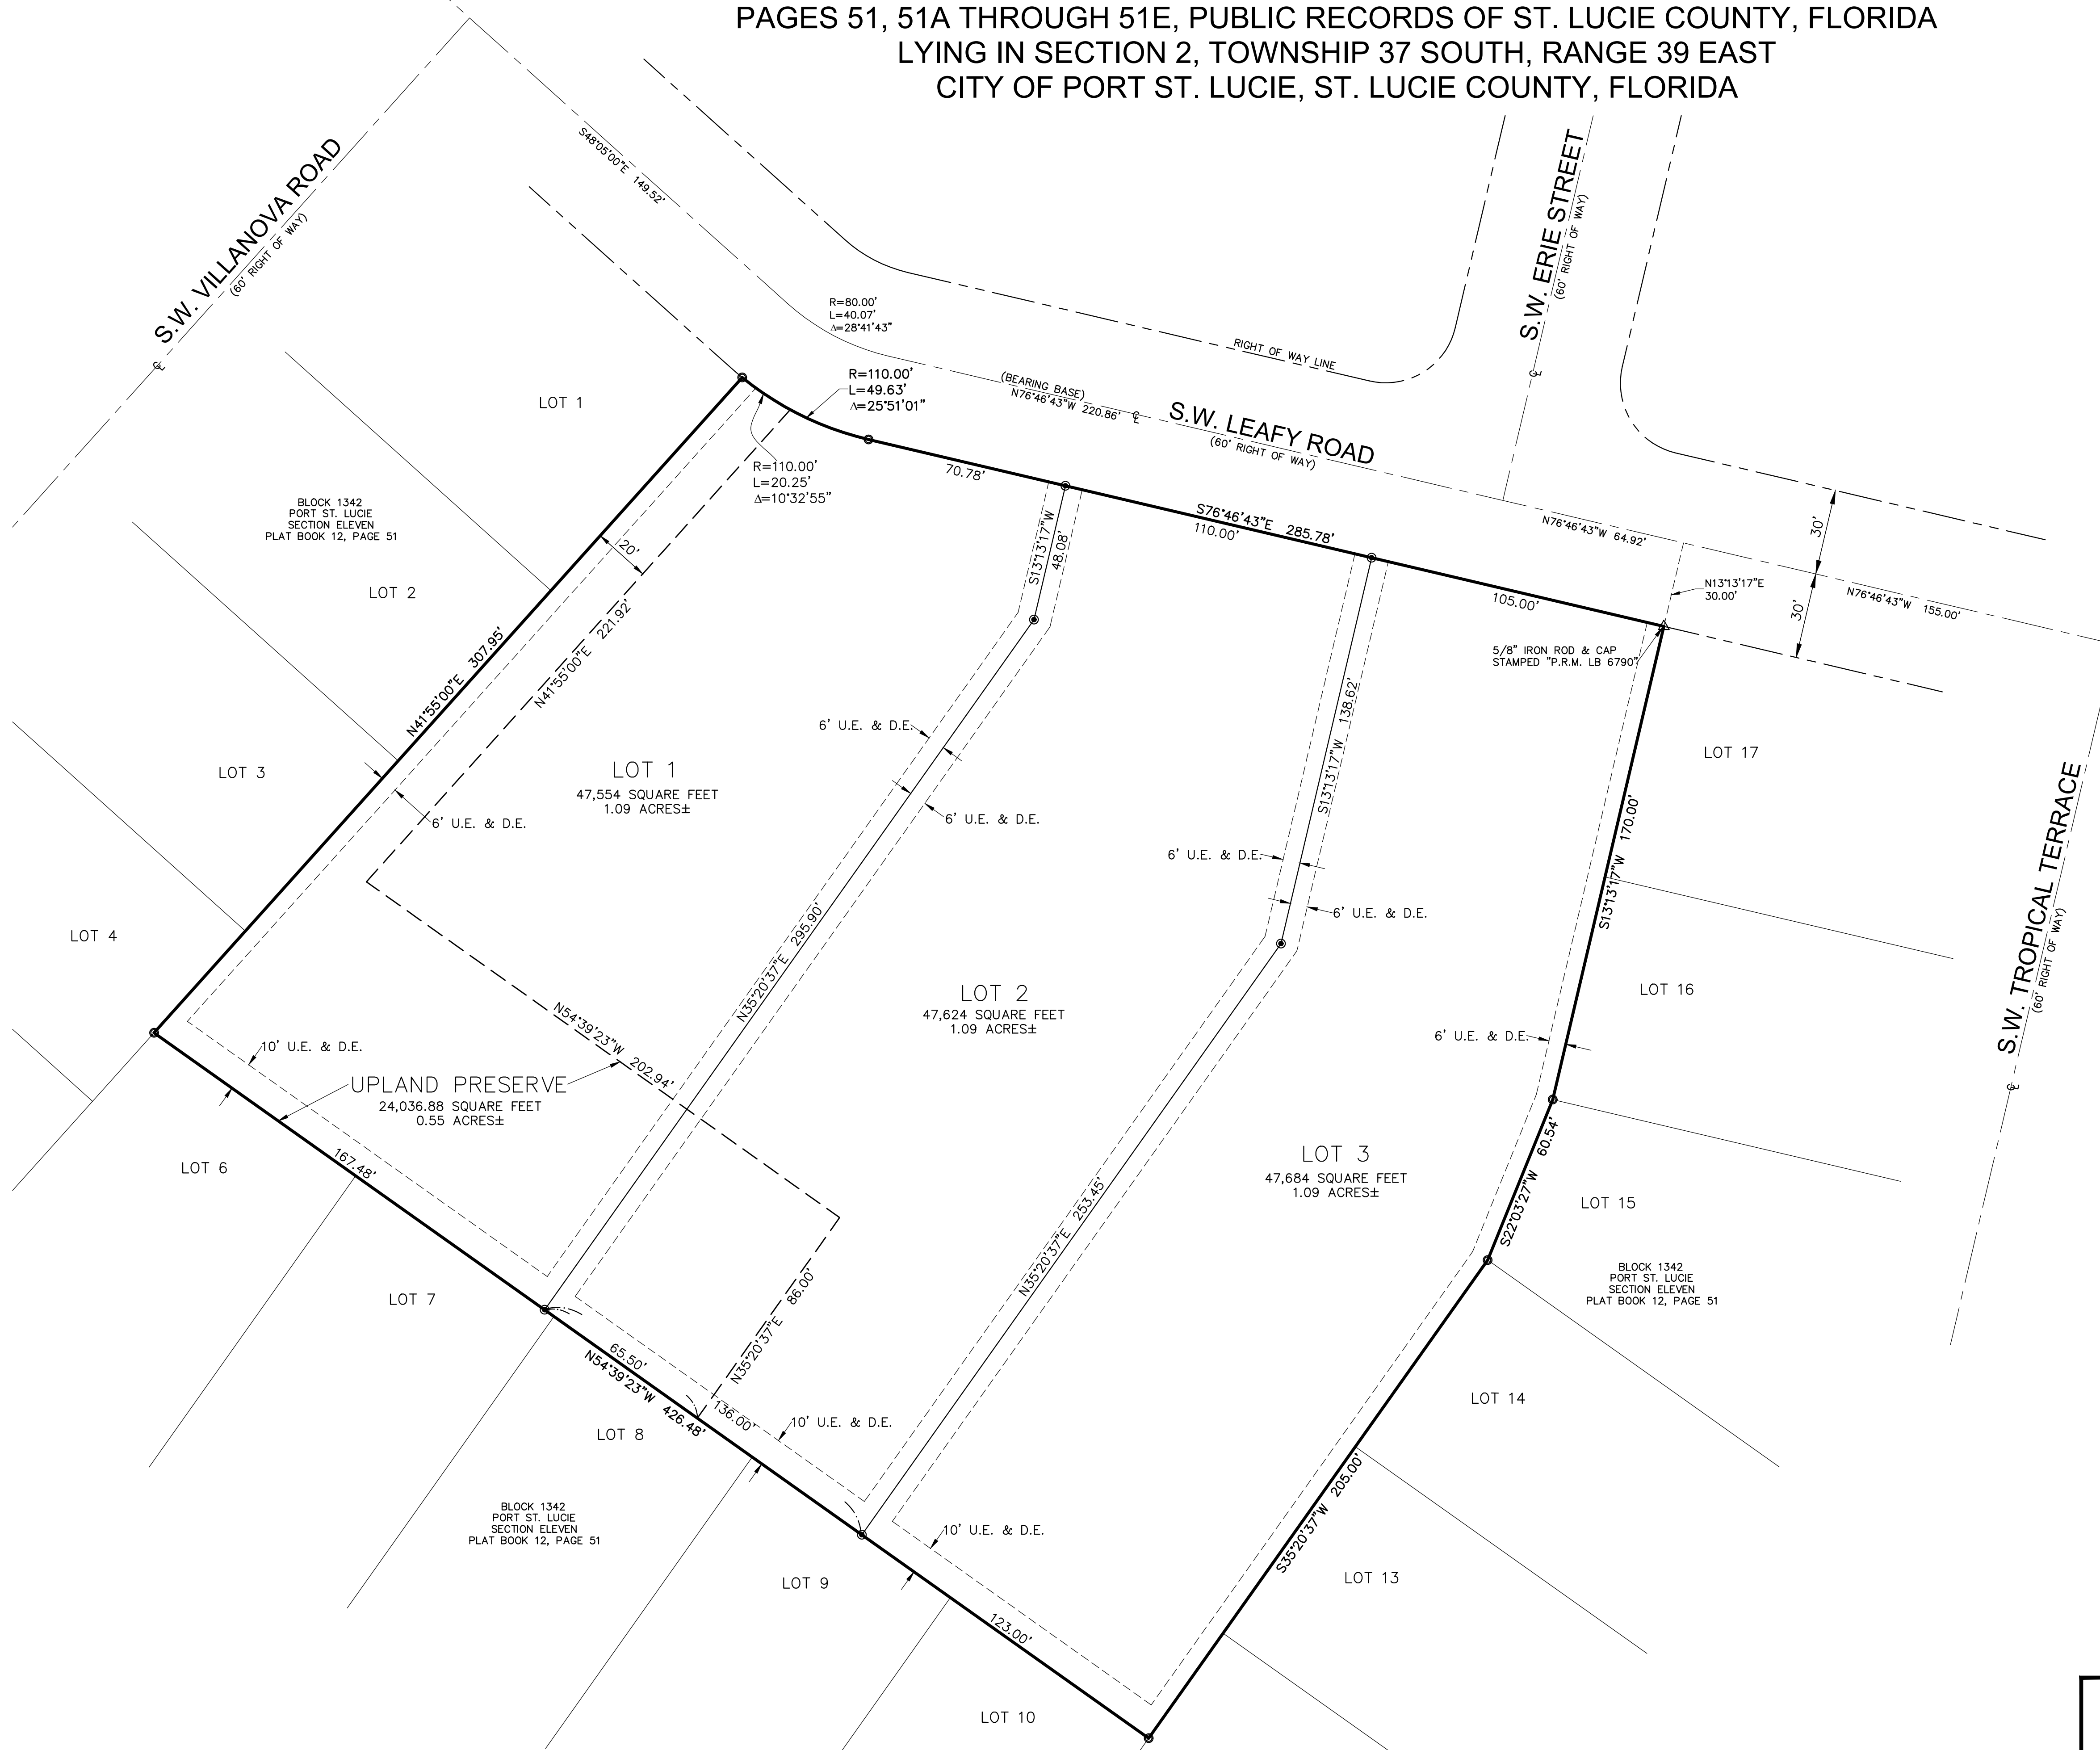 PAGES 51, 51A THROUGH 51E, PUBLIC RECORDS OF ST. LUCIE COUNTY, FLORIDA
LYING IN SECTION 2, TOWNSHIP 37 SOUTH, RANGE 39 EAST
CITY OF PORT ST. LUCIE, ST. LUCIE COUNTY, FLORIDA
S.W. VILLANOVA ROAD
(60' RIGHT OF WAY)
℄
S48°05'00"E 149.52'
R=80.00'
L=40.07'
Δ=28°41'43"
R=110.00'
L=49.63'
Δ=25°51'01"
R=110.00'
L=20.25'
Δ=10°32'55"
(BEARING BASE)
N76°46'43"W 220.86' ℄
S.W. LEAFY ROAD
(60' RIGHT OF WAY)
RIGHT OF WAY LINE
S.W. ERIE STREET
(60' RIGHT OF WAY)
℄
N76°46'43"W 64.92'
30'
30'
N13°13'17"E
30.00'
N76°46'43"W 155.00'
5/8" IRON ROD & CAP
STAMPED "P.R.M. LB 6790"
70.78'
S76°46'43"E 285.78'
110.00'
105.00'
S13°13'17"W
48.08'
S13°13'17"W 138.62'
S13°13'17"W 170.00'
LOT 1
BLOCK 1342
PORT ST. LUCIE
SECTION ELEVEN
PLAT BOOK 12, PAGE 51
LOT 2
LOT 3
LOT 4
N41°55'00"E 307.95'
20'
N41°55'00"E 221.92'
6' U.E. & D.E.
LOT 1
47,554 SQUARE FEET
1.09 ACRES±
6' U.E. & D.E.
6' U.E. & D.E.
N35°20'37"E 295.90'
LOT 2
47,624 SQUARE FEET
1.09 ACRES±
6' U.E. & D.E.
6' U.E. & D.E.
N35°20'37"E 253.45'
LOT 3
47,684 SQUARE FEET
1.09 ACRES±
6' U.E. & D.E.
LOT 17
LOT 16
S.W. TROPICAL TERRACE
(60' RIGHT OF WAY)
℄
S22°03'27"W 60.54'
LOT 15
BLOCK 1342
PORT ST. LUCIE
SECTION ELEVEN
PLAT BOOK 12, PAGE 51
LOT 14
S35°20'37"W 205.00'
LOT 13
10' U.E. & D.E.
UPLAND PRESERVE
24,036.88 SQUARE FEET
0.55 ACRES±
N54°39'23"W 202.94'
N35°20'37"E 86.00'
167.48'
LOT 6
LOT 7
65.50'
N54°39'23"W 426.48'
136.00'
10' U.E. & D.E.
LOT 8
BLOCK 1342
PORT ST. LUCIE
SECTION ELEVEN
PLAT BOOK 12, PAGE 51
10' U.E. & D.E.
LOT 9
123.00'
LOT 10